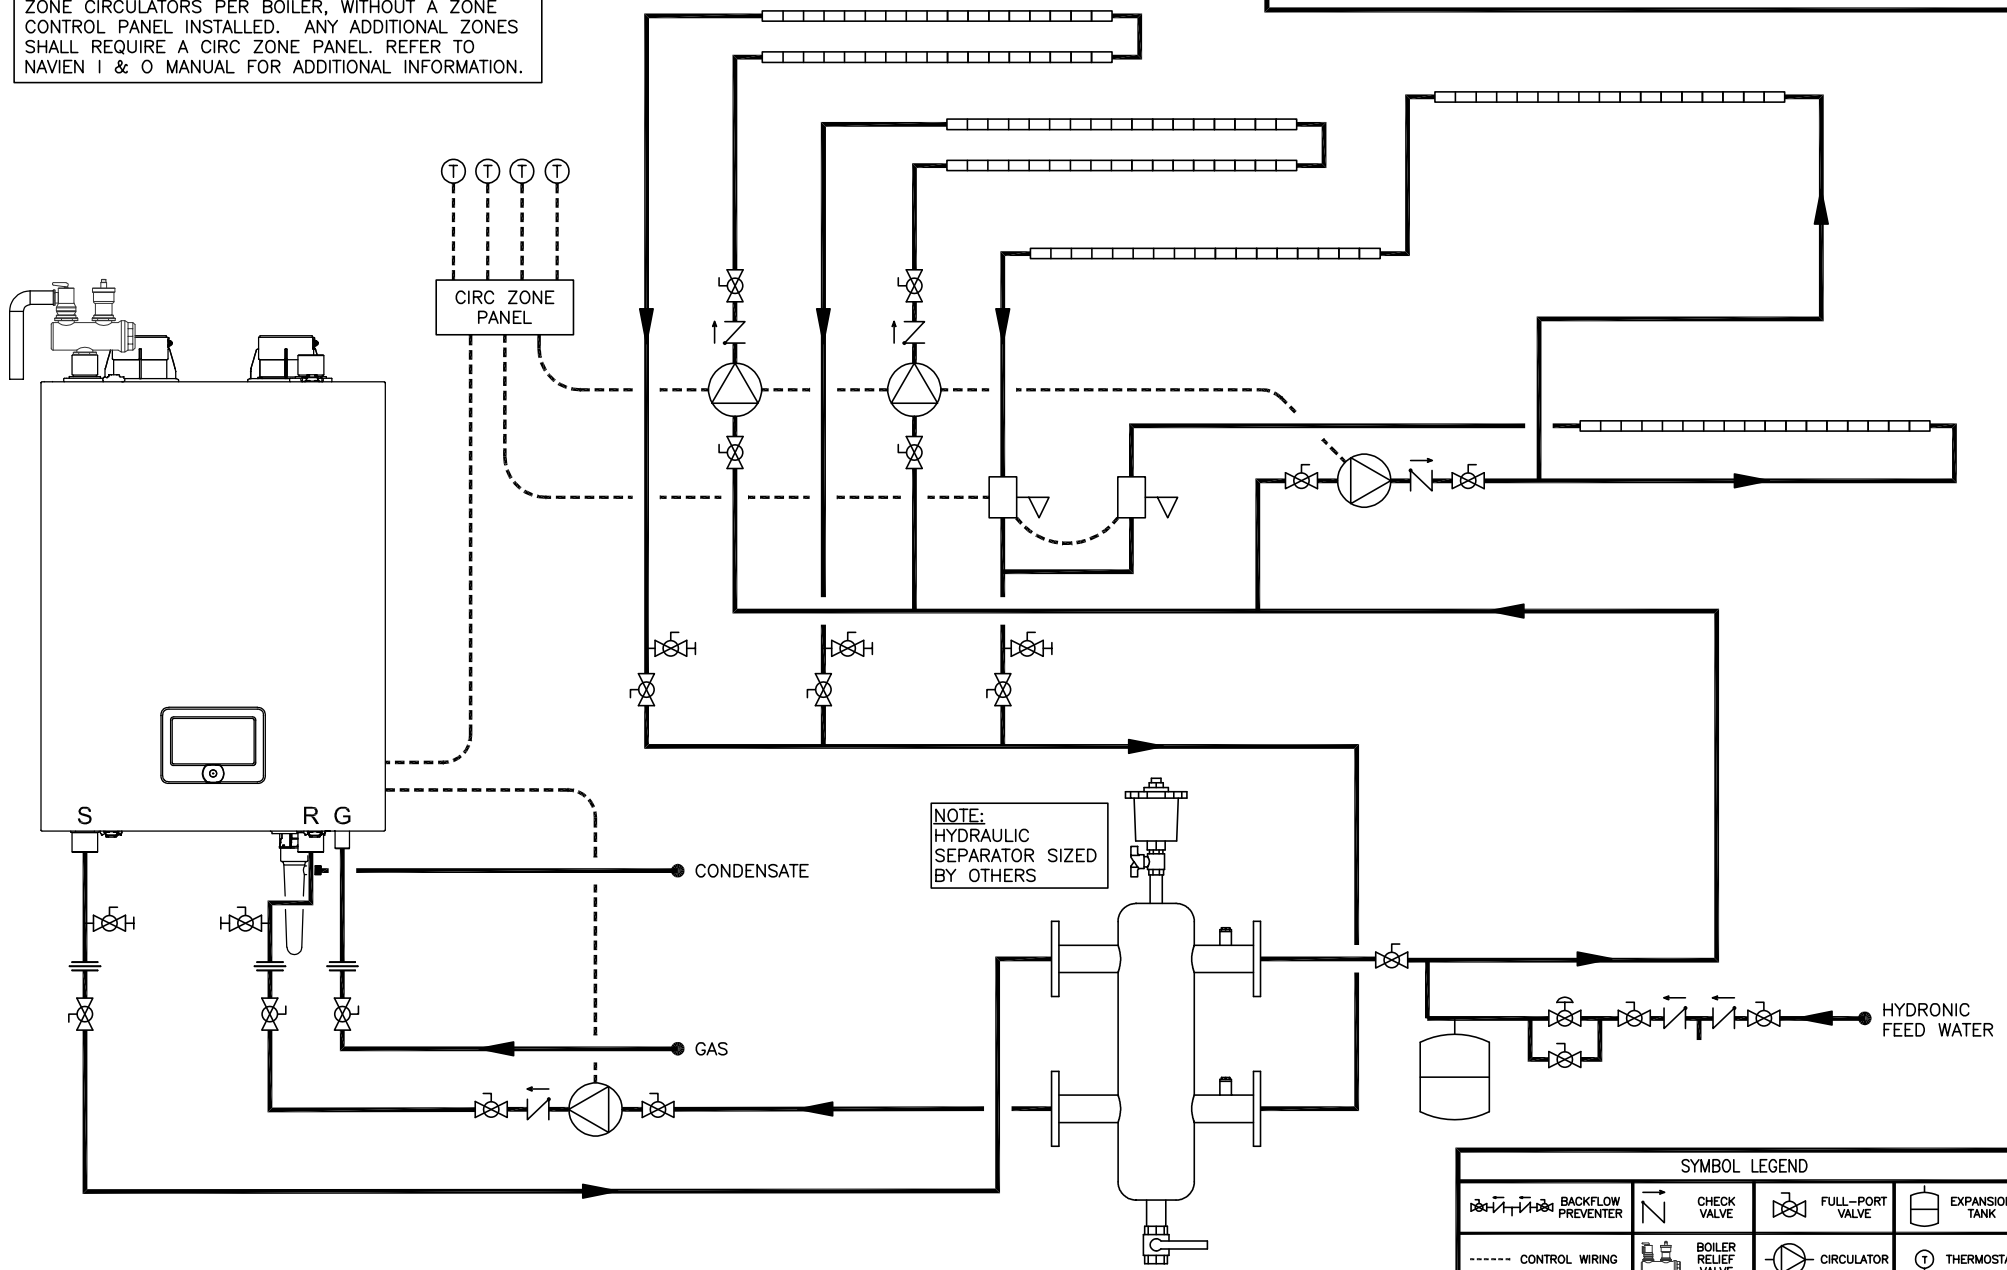 ZONE CIRCULATORS PER BOILER, WITHOUT A ZONE
CONTROL PANEL INSTALLED. ANY ADDITIONAL ZONES
SHALL REQUIRE A CIRC ZONE PANEL. REFER TO
NAVIEN I & O MANUAL FOR ADDITIONAL INFORMATION.
T T T T
CIRC ZONE
PANEL
S R G
NOTE:
HYDRAULIC
SEPARATOR SIZED
BY OTHERS
CONDENSATE
GAS
HYDRONIC
FEED WATER
SYMBOL LEGEND
BACKFLOW
PREVENTER
CHECK
VALVE
FULL-PORT
VALVE
EXPANSION
TANK
CONTROL WIRING
BOILER
RELIEF
VALVE
CIRCULATOR
T
THERMOSTA